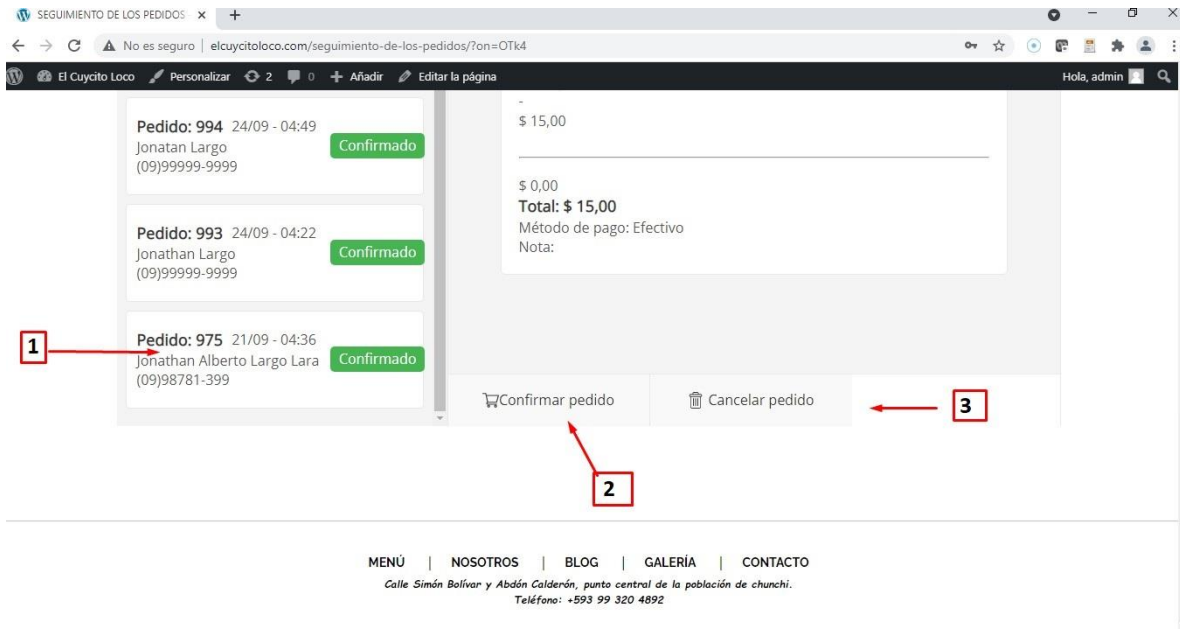 SEGUIMIENTO DE LOS PEDIDOS
No es seguro | elcuycitoloco.com/seguimiento-de-los-pedidos/?on=OTk4
El Cuycito Loco Personalizar 2 0 Añadir Editar la página Hola, admin
Pedido: 994 24/09 - 04:49
Jonatan Largo
(09)99999-9999
Confirmado
Pedido: 993 24/09 - 04:22
Jonathan Largo
(09)99999-9999
Confirmado
Pedido: 975 21/09 - 04:36
Jonathan Alberto Largo Lara
(09)98781-399
Confirmado
1
-
$ 15,00
$ 0,00
Total: $ 15,00
Método de pago: Efectivo
Nota:
Confirmar pedido Cancelar pedido
3
2
MENÚ | NOSOTROS | BLOG | GALERÍA | CONTACTO
Calle Simón Bolívar y Abdón Calderón, punto central de la población de chunchi.
Teléfono: +593 99 320 4892